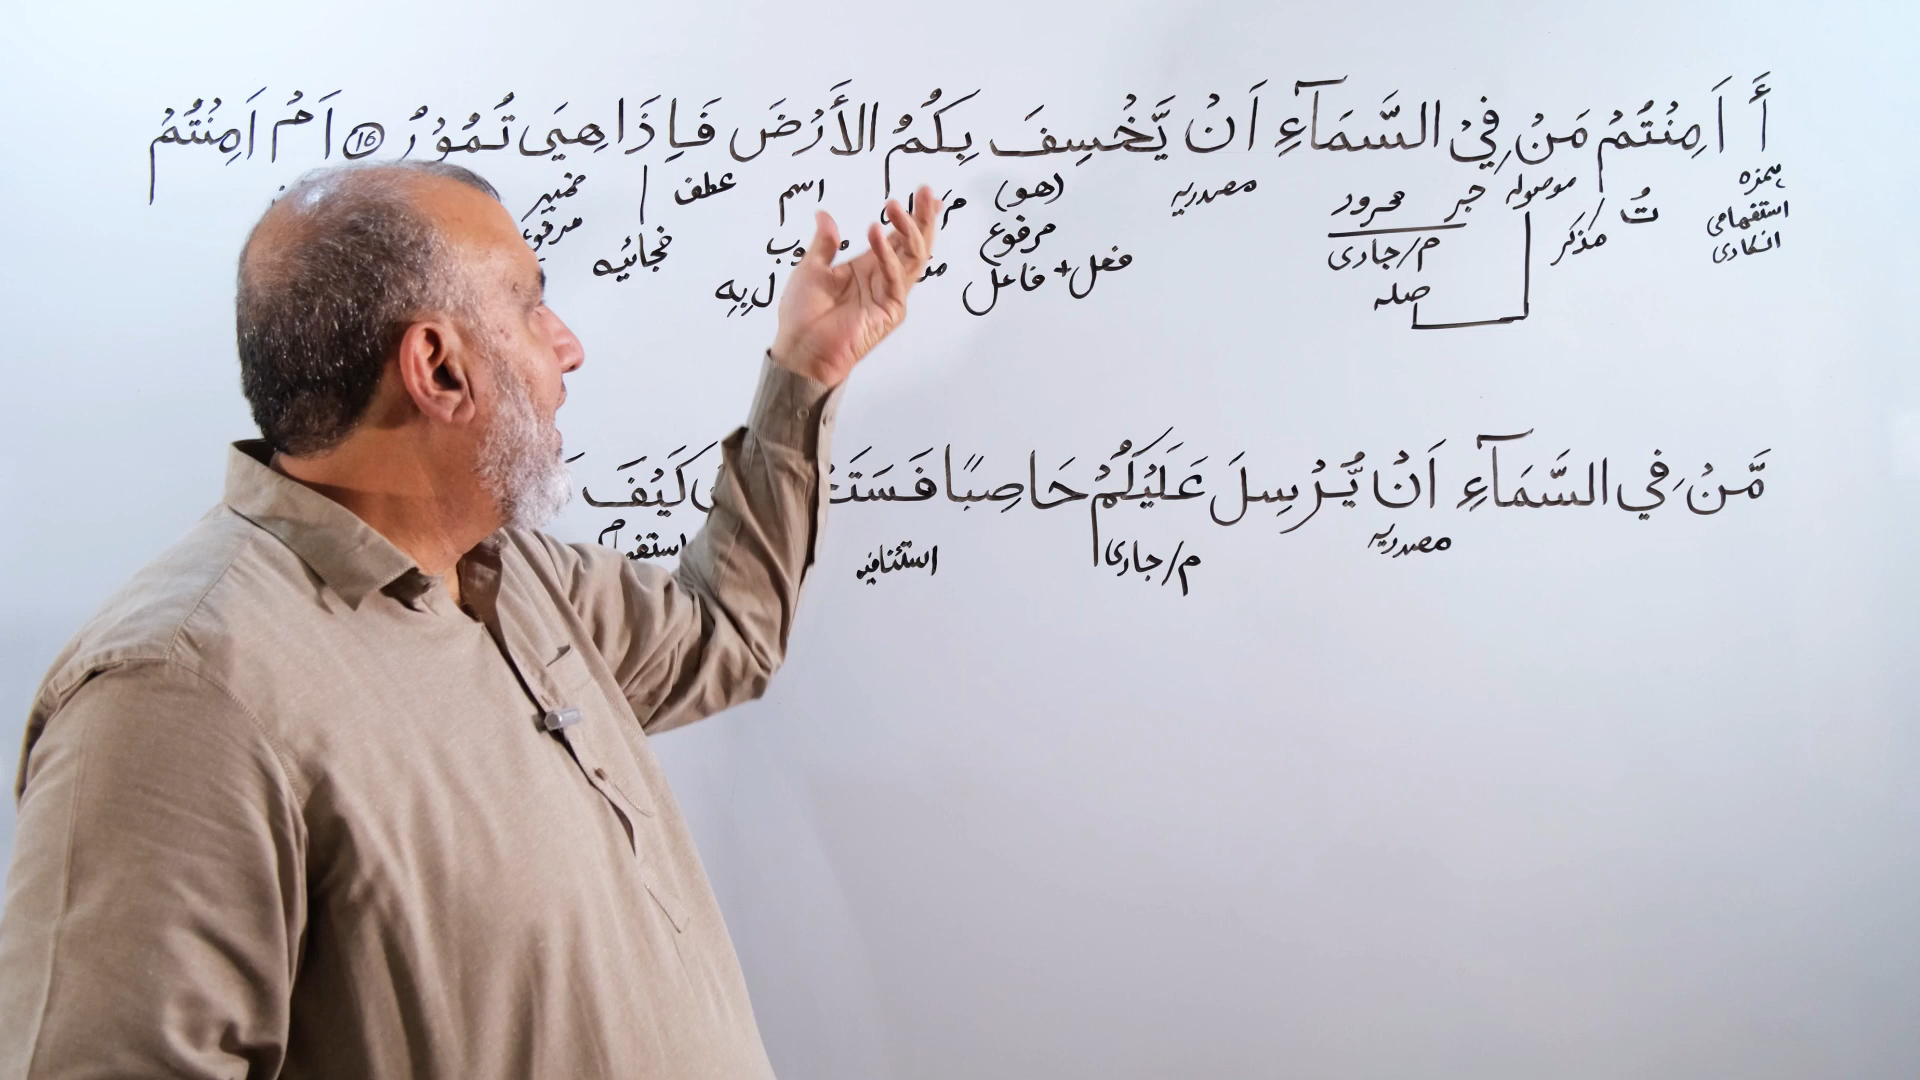 أَ اَمِنْتُمْ مَنْ فِي السَّمَآءِ اَنْ يَّخْسِفَ بِكُمُ الأَرْضَ فَاِذَا هِيَ تَمُوْرُ 16 اَمْ اَمِنْتُمْ
ہمزہ تُ موصولہ جر مجرور مصدریہ (هو) اسم عطف ضمیر
استفہامی مذکر م/جاری مرفوع فجائیہ
انکاری صلہ فعل + فاعل
مَّنْ فِي السَّمَآءِ اَنْ يُّرْسِلَ عَلَيْكُمْ حَاصِبًا كَيْفَ
مصدریہ م/جاری استئنافیہ